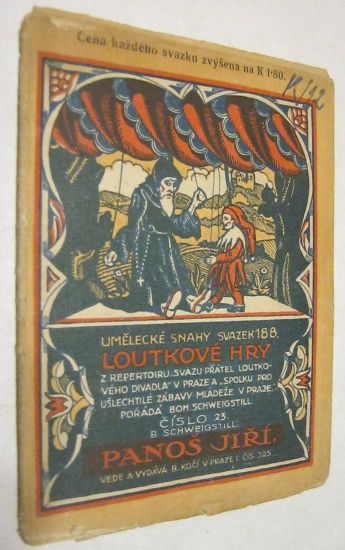 Cena každého svazku zvýšena na K 1·80.
K/12
UMĚLECKÉ SNAHY SVAZEK 188.
LOUTKOVÉ HRY
Z REPERTOIRU „SVAZU PŘÁTEL LOUTKO-
VÉHO DIVADLA" V PRAZE A „SPOLKU PRO
UŠLECHTILÉ ZÁBAVY MLÁDEŽE V PRAZE."
POŘÁDÁ BOH. SCHWEIGSTILL
ČÍSLO 23.
B. SCHWEIGSTILL:
PANOŠ JIŘÍ.
VEDE A VYDÁVÁ B. KOČÍ V PRAZE I. ČÍS. 325.